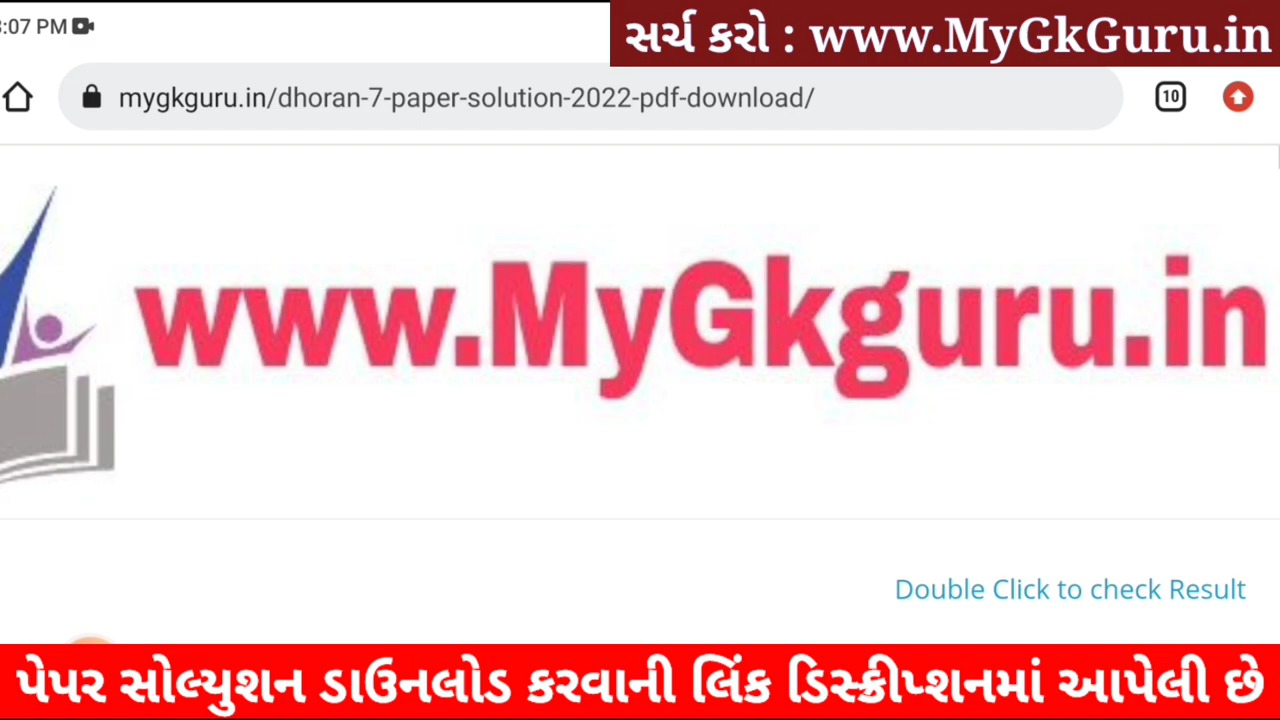 :07 PM
સર્ચ કરો : www.MyGkGuru.in
mygkguru.in/dhoran-7-paper-solution-2022-pdf-download/
10
www.MyGkguru.in
Double Click to check Result
પેપર સોલ્યુશન ડાઉનલોડ કરવાની લિંક ડિસ્ક્રીપ્શનમાં આપેલી છે